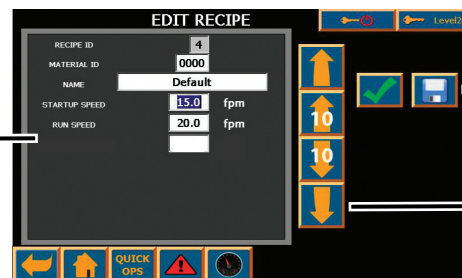 EDIT RECIPE
Level2
RECIPE ID 4
MATERIAL ID 0000
NAME Default
STARTUP SPEED 15.0 fpm
RUN SPEED 20.0 fpm
10
10
QUICK
OPS